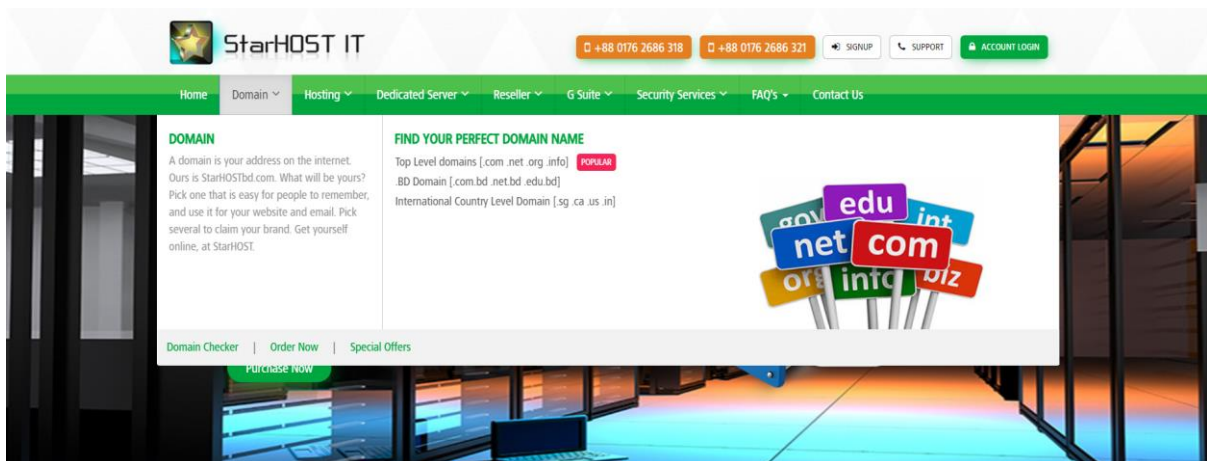 StarHOST IT
+88 0176 2686 318
+88 0176 2686 321
SIGNUP
SUPPORT
ACCOUNT LOGIN
Home
Domain
Hosting
Dedicated Server
Reseller
G Suite
Security Services
FAQ's
Contact Us
DOMAIN
A domain is your address on the internet.
Ours is StarHOSTbd.com. What will be yours?
Pick one that is easy for people to remember,
and use it for your website and email. Pick
several to claim your brand. Get yourself
online, at StarHOST.
FIND YOUR PERFECT DOMAIN NAME
Top Level domains [.com .net .org .info] POPULAR
.BD Domain [.com.bd .net.bd .edu.bd]
International Country Level Domain [.sg .ca .us .in]
gov edu int
net com
org info biz
Domain Checker | Order Now | Special Offers
Purchase Now